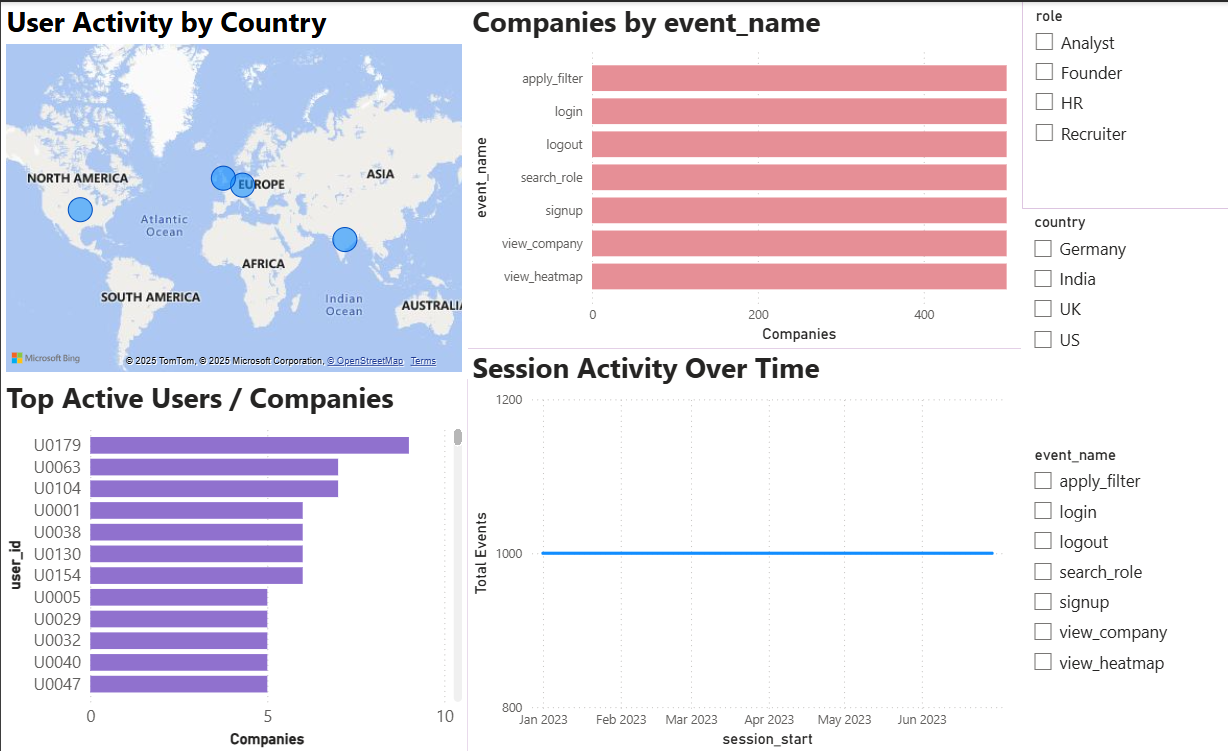 User Activity by Country
NORTH AMERICA
EUROPE
ASIA
Atlantic
Ocean
AFRICA
SOUTH AMERICA
Indian
Ocean
AUSTRALIA
Microsoft Bing
© 2025 TomTom, © 2025 Microsoft Corporation, © OpenStreetMap Terms
Companies by event_name
event_name
apply_filter
login
logout
search_role
signup
view_company
view_heatmap
0 200 400
Companies
role
Analyst
Founder
HR
Recruiter
country
Germany
India
UK
US
Top Active Users / Companies
user_id
U0179
U0063
U0104
U0001
U0038
U0130
U0154
U0005
U0029
U0032
U0040
U0047
0 5 10
Companies
Session Activity Over Time
Total Events
1200
1000
800
Jan 2023 Feb 2023 Mar 2023 Apr 2023 May 2023 Jun 2023
session_start
event_name
apply_filter
login
logout
search_role
signup
view_company
view_heatmap